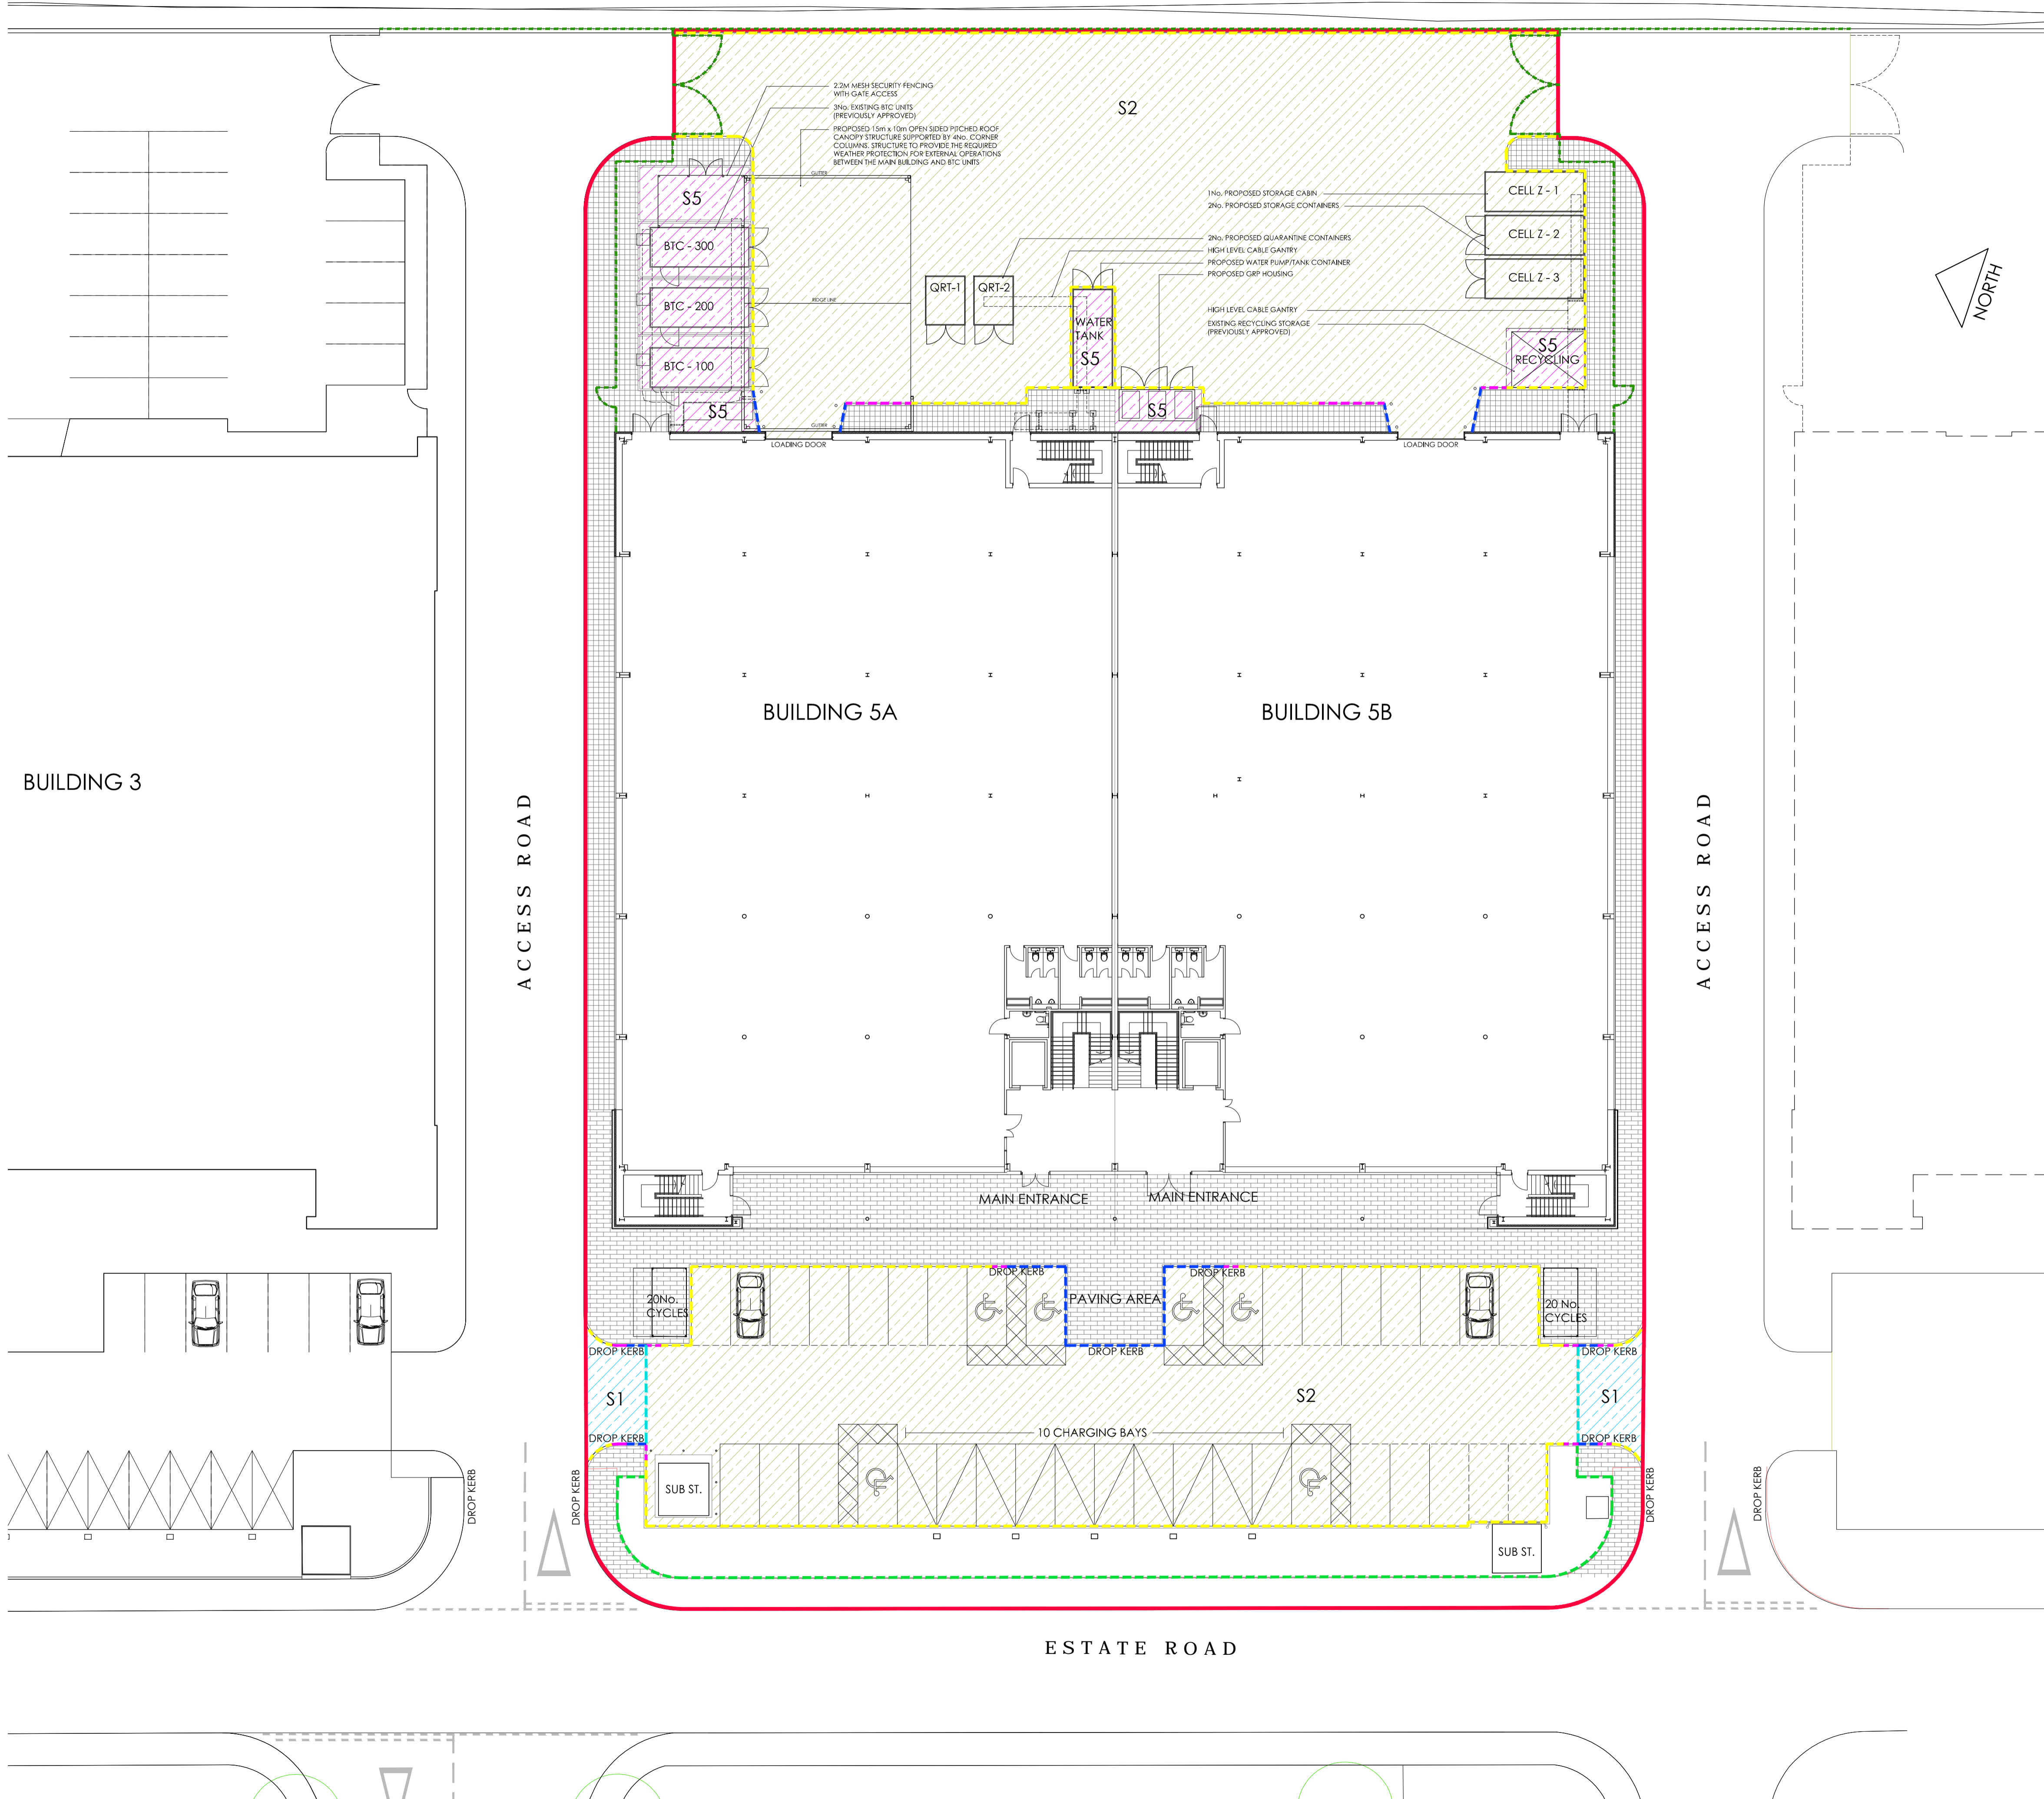 2.2M MESH SECURITY FENCING
WITH GATE ACCESS
3No. EXISTING BTC UNITS
(PREVIOUSLY APPROVED)
PROPOSED 15m x 10m OPEN SIDED PITCHED ROOF
CANOPY STRUCTURE SUPPORTED BY 4No. CORNER
COLUMNS. STRUCTURE TO PROVIDE THE REQUIRED
WEATHER PROTECTION FOR EXTERNAL OPERATIONS
BETWEEN THE MAIN BUILDING AND BTC UNITS
S2
GUTTER
S5
BTC - 300
BTC - 200
BTC - 100
S5
RIDGE LINE
GUTTER
QRT-1
QRT-2
WATER
TANK
S5
S5
1No. PROPOSED STORAGE CABIN
2No. PROPOSED STORAGE CONTAINERS
2No. PROPOSED QUARANTINE CONTAINERS
HIGH LEVEL CABLE GANTRY
PROPOSED WATER PUMP/TANK CONTAINER
PROPOSED GRP HOUSING
HIGH LEVEL CABLE GANTRY
EXISTING RECYCLING STORAGE
(PREVIOUSLY APPROVED)
CELL Z - 1
CELL Z - 2
CELL Z - 3
S5
RECYCLING
NORTH
LOADING DOOR
LOADING DOOR
BUILDING 5A
BUILDING 5B
BUILDING 3
ACCESS ROAD
ACCESS ROAD
MAIN ENTRANCE
MAIN ENTRANCE
DROP KERB
DROP KERB
20No.
CYCLES
PAVING AREA
20 No.
CYCLES
DROP KERB
DROP KERB
DROP KERB
S1
S2
S1
DROP KERB
10 CHARGING BAYS
DROP KERB
SUB ST.
DROP KERB
DROP KERB
DROP KERB
DROP KERB
SUB ST.
ESTATE ROAD